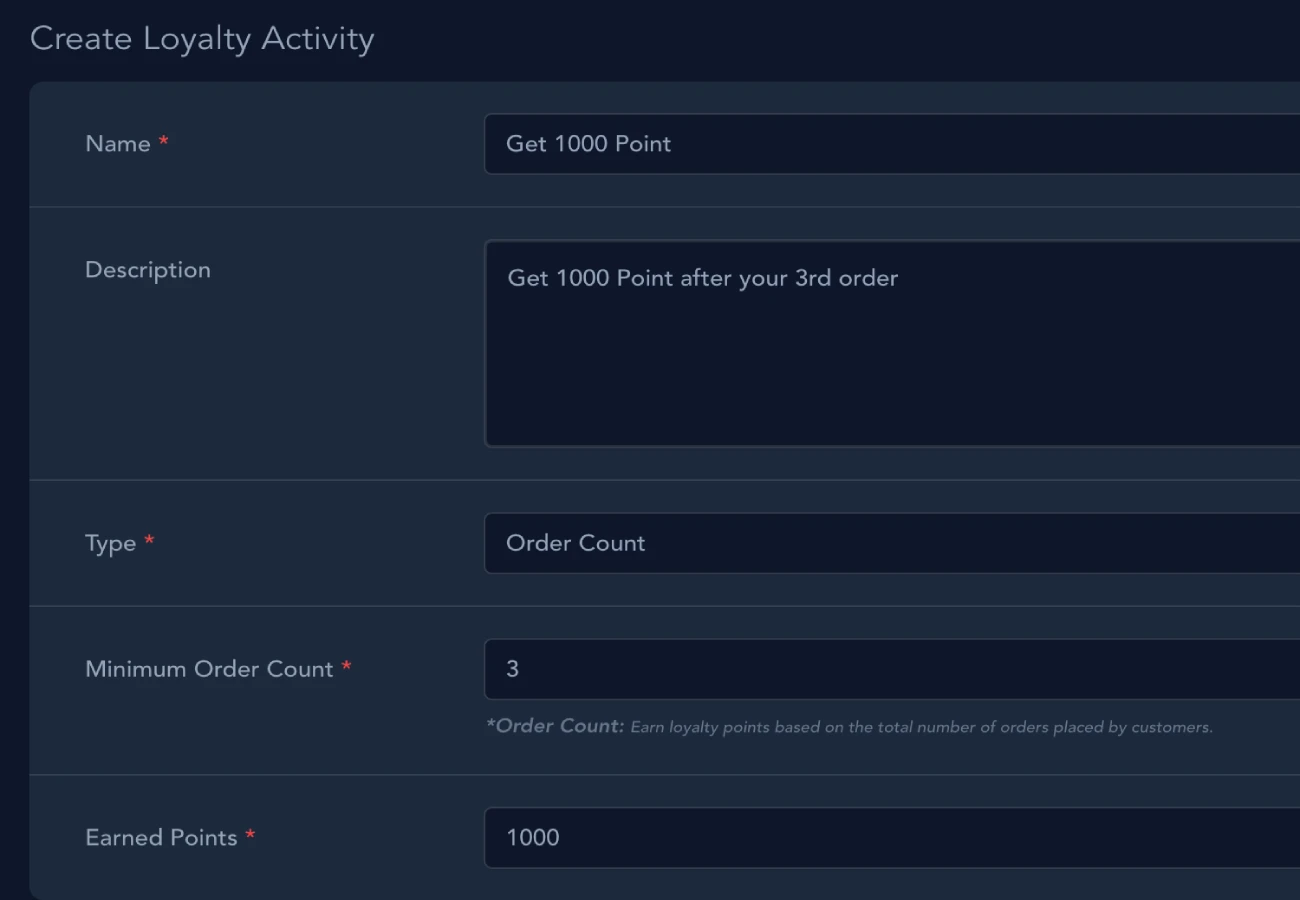 Create Loyalty Activity
Name *
Get 1000 Point
Description
Get 1000 Point after your 3rd order
Type *
Order Count
Minimum Order Count *
3
*Order Count: Earn loyalty points based on the total number of orders placed by customers.
Earned Points *
1000